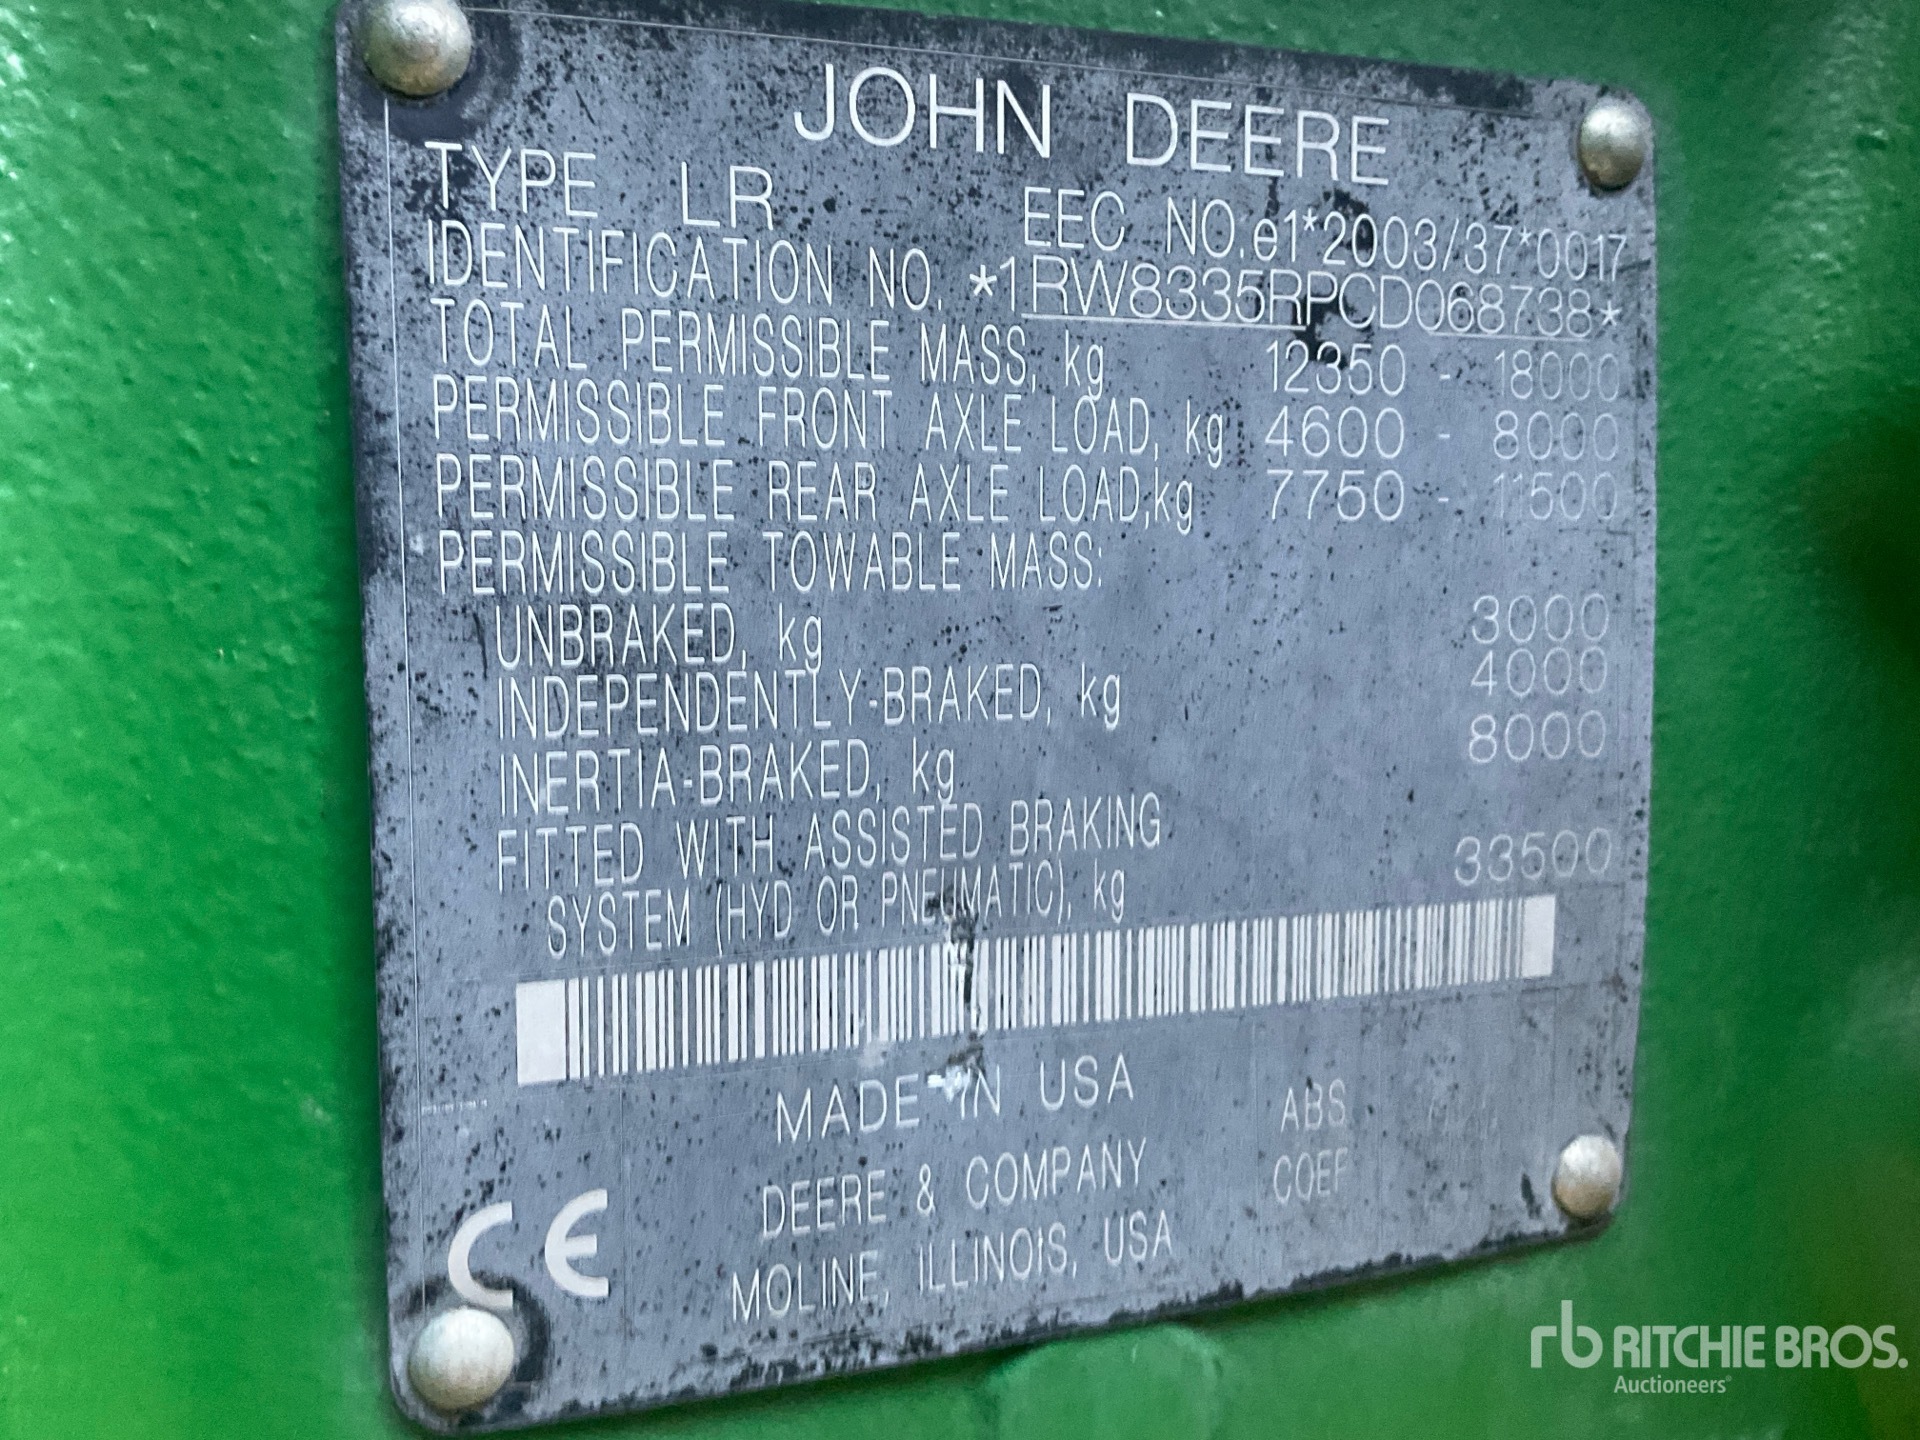 JOHN DEERE
TYPE LR EEC NO.e1*2003/37*0017
IDENTIFICATION NO. *1RW8335RPCD068738*
TOTAL PERMISSIBLE MASS, kg 12350 - 18000
PERMISSIBLE FRONT AXLE LOAD, kg 4600 - 8000
PERMISSIBLE REAR AXLE LOAD,kg 7750 - 11500
PERMISSIBLE TOWABLE MASS:
UNBRAKED, kg 3000
INDEPENDENTLY-BRAKED, kg 4000
INERTIA-BRAKED, kg 8000
FITTED WITH ASSISTED BRAKING
SYSTEM (HYD OR PNEUMATIC), kg 33500
MADE IN USA
DEERE & COMPANY
MOLINE, ILLINOIS, USA
ABS
COEF
CE
rb RITCHIE BROS.
Auctioneers